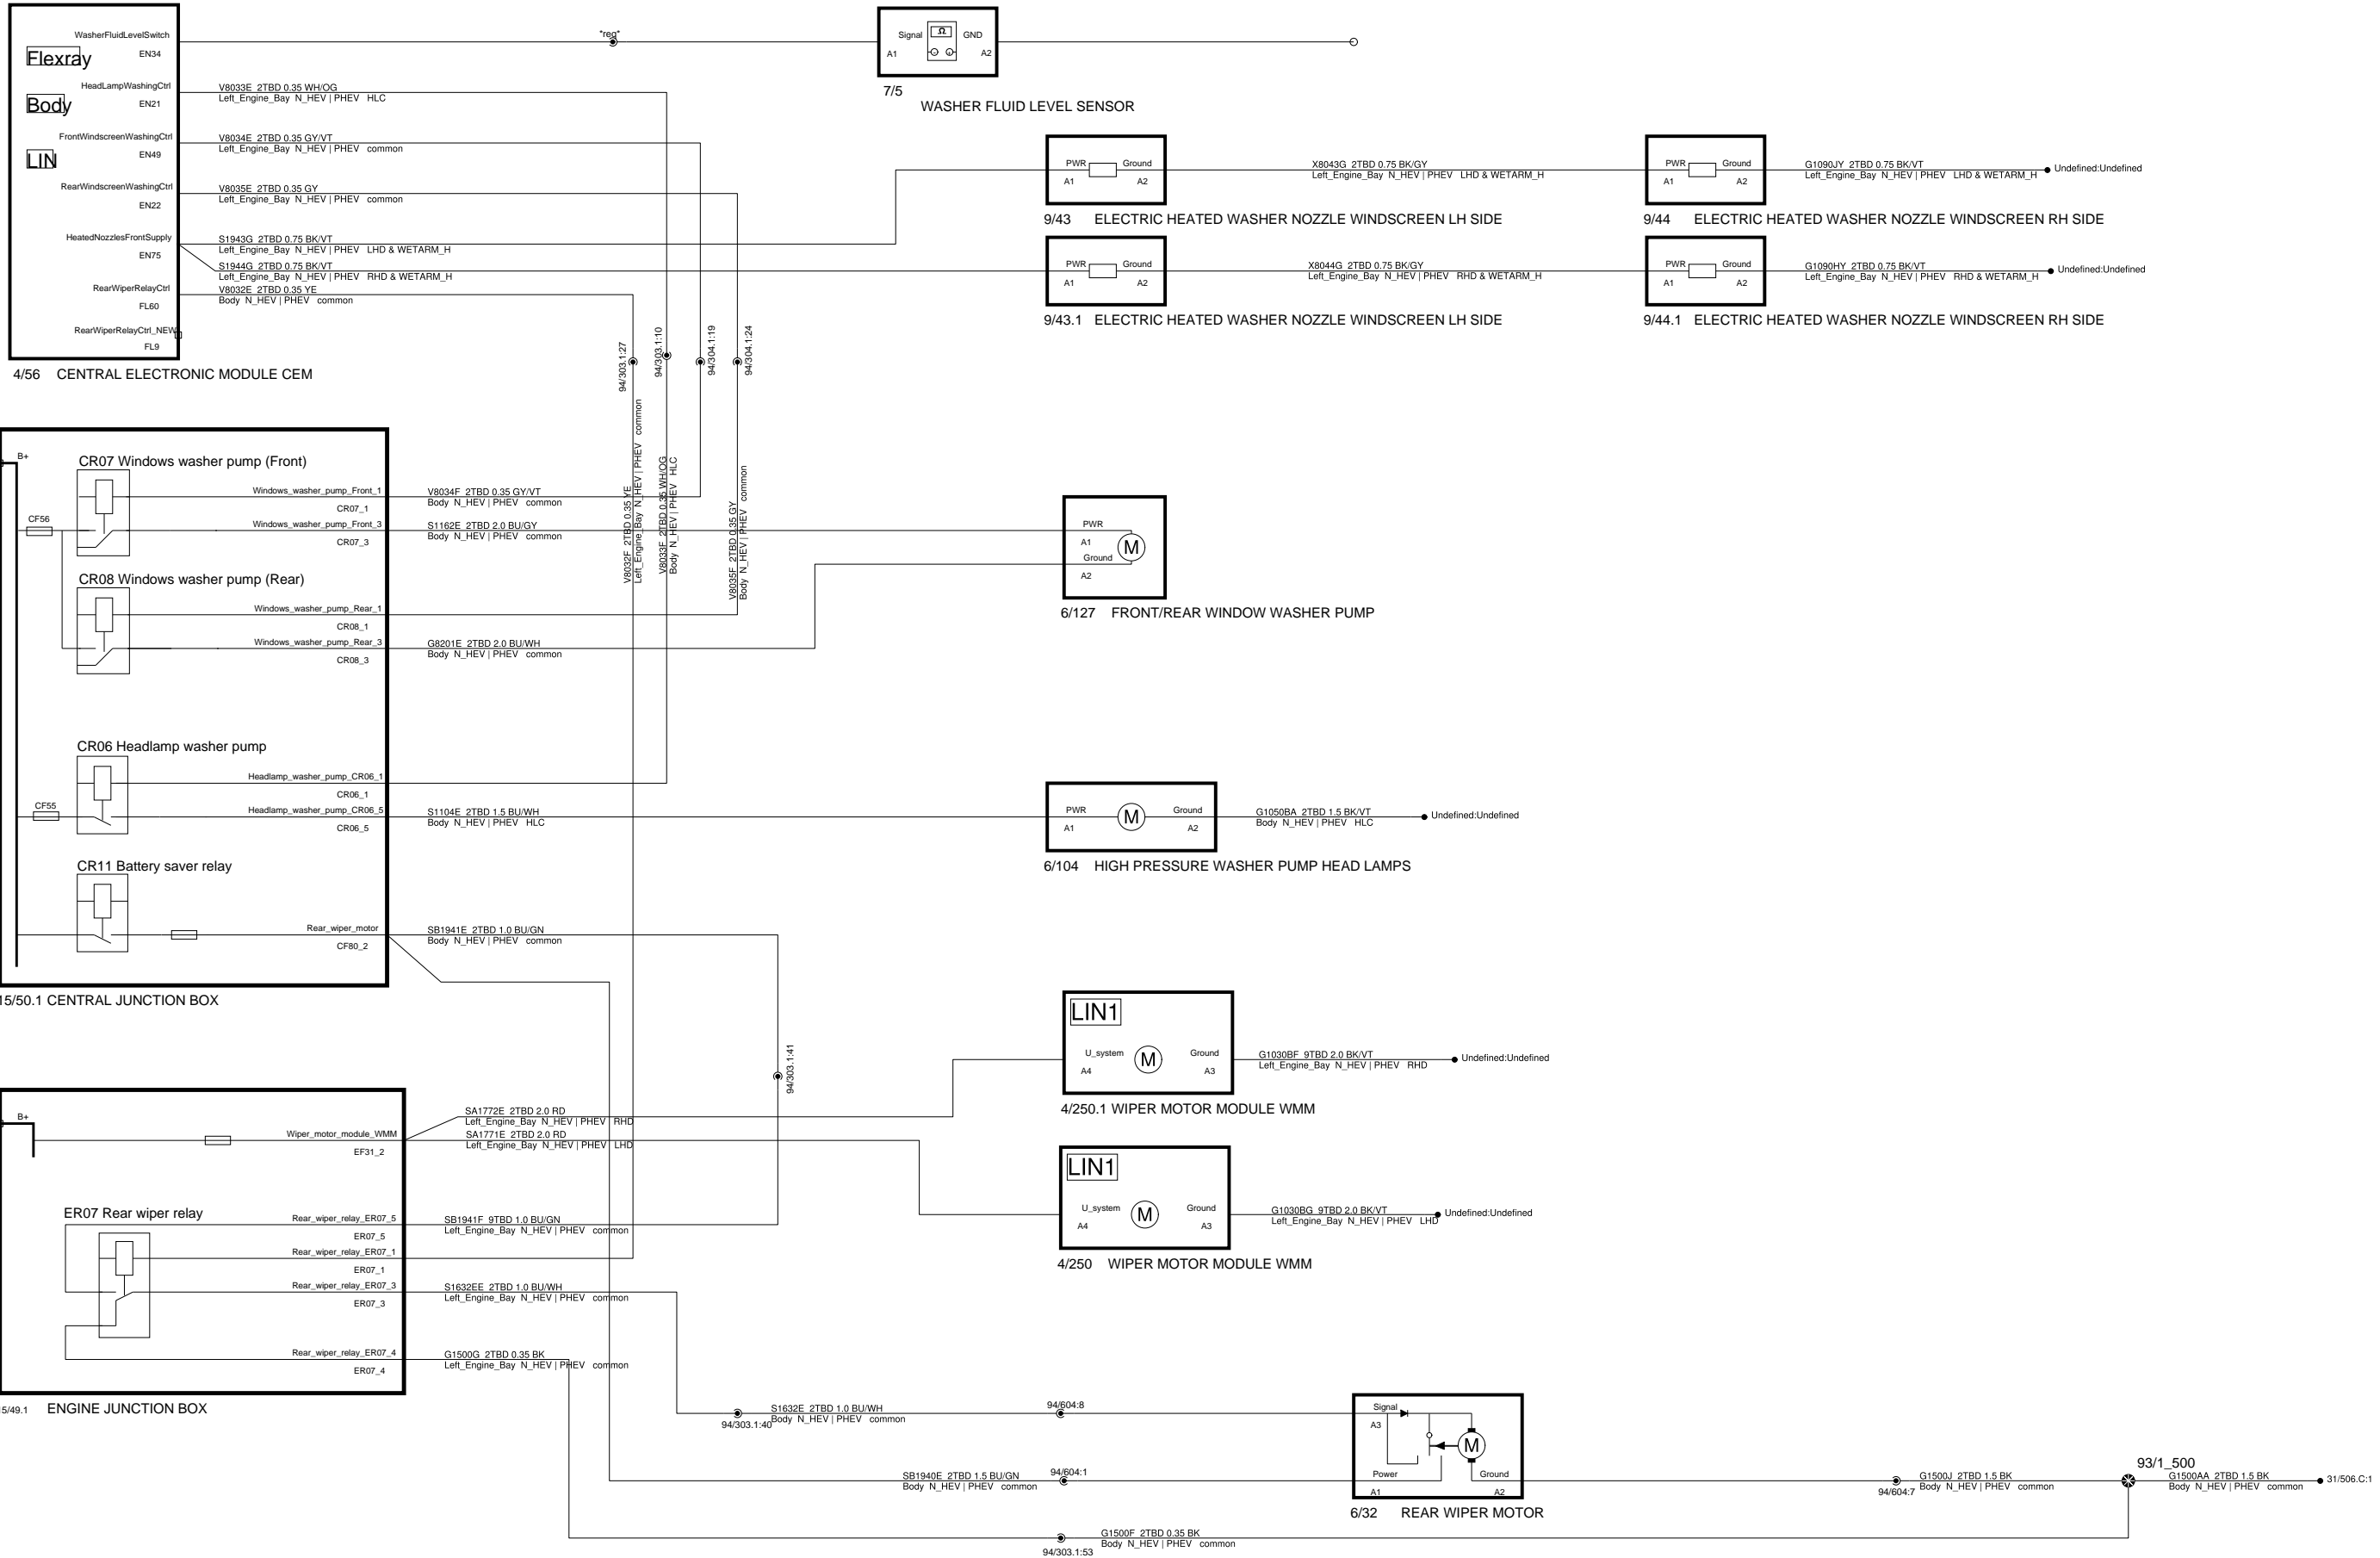 WasherFluidLevelSwitch
EN34
Flexray
HeadLampWashingCtrl
EN21
Body
FrontWindscreenWashingCtrl
EN49
LIN
RearWindscreenWashingCtrl
EN22
HeatedNozzlesFrontSupply
EN75
RearWiperRelayCtrl
FL60
RearWiperRelayCtrl_NEW
FL9
4/56 CENTRAL ELECTRONIC MODULE CEM
"req"
V8033E 2TBD 0.35 WH/OG
Left_Engine_Bay N_HEV | PHEV HLC
V8034E 2TBD 0.35 GY/VT
Left_Engine_Bay N_HEV | PHEV common
V8035E 2TBD 0.35 GY
Left_Engine_Bay N_HEV | PHEV common
S1943G 2TBD 0.75 BK/VT
Left_Engine_Bay N_HEV | PHEV LHD & WETARM_H
S1944G 2TBD 0.75 BK/VT
Left_Engine_Bay N_HEV | PHEV RHD & WETARM_H
V8032E 2TBD 0.35 YE
Body N_HEV | PHEV common
Signal
Ω
GND
A1
A2
7/5
WASHER FLUID LEVEL SENSOR
PWR
Ground
A1
A2
9/43 ELECTRIC HEATED WASHER NOZZLE WINDSCREEN LH SIDE
X8043G 2TBD 0.75 BK/GY
Left_Engine_Bay N_HEV | PHEV LHD & WETARM_H
PWR
Ground
A1
A2
9/44 ELECTRIC HEATED WASHER NOZZLE WINDSCREEN RH SIDE
G1090JY 2TBD 0.75 BK/VT
Left_Engine_Bay N_HEV | PHEV LHD & WETARM_H
Undefined:Undefined
PWR
Ground
A1
A2
9/43.1 ELECTRIC HEATED WASHER NOZZLE WINDSCREEN LH SIDE
X8044G 2TBD 0.75 BK/GY
Left_Engine_Bay N_HEV | PHEV RHD & WETARM_H
PWR
Ground
A1
A2
9/44.1 ELECTRIC HEATED WASHER NOZZLE WINDSCREEN RH SIDE
G1090HY 2TBD 0.75 BK/VT
Left_Engine_Bay N_HEV | PHEV RHD & WETARM_H
Undefined:Undefined
94/303.1:27
94/303.1:10
94/304.1:19
94/304.1:24
V8032F 2TBD 0.35 YE
Left_Engine_Bay N_HEV | PHEV common
V8033F 2TBD 0.35 WH/OG
Body N_HEV | PHEV HLC
V8035F 2TBD 0.35 GY
Body N_HEV | PHEV common
B+
CR07 Windows washer pump (Front)
Windows_washer_pump_Front_1
CR07_1
CF56
Windows_washer_pump_Front_3
CR07_3
V8034F 2TBD 0.35 GY/VT
Body N_HEV | PHEV common
S1162E 2TBD 2.0 BU/GY
Body N_HEV | PHEV common
CR08 Windows washer pump (Rear)
Windows_washer_pump_Rear_1
CR08_1
Windows_washer_pump_Rear_3
CR08_3
G8201E 2TBD 2.0 BU/WH
Body N_HEV | PHEV common
PWR
A1
M
Ground
A2
6/127 FRONT/REAR WINDOW WASHER PUMP
CR06 Headlamp washer pump
Headlamp_washer_pump_CR06_1
CR06_1
CF55
Headlamp_washer_pump_CR06_5
CR06_5
S1104E 2TBD 1.5 BU/WH
Body N_HEV | PHEV HLC
PWR
M
Ground
A1
A2
6/104 HIGH PRESSURE WASHER PUMP HEAD LAMPS
G1050BA 2TBD 1.5 BK/VT
Body N_HEV | PHEV HLC
Undefined:Undefined
CR11 Battery saver relay
Rear_wiper_motor
CF80_2
SB1941E 2TBD 1.0 BU/GN
Body N_HEV | PHEV common
15/50.1 CENTRAL JUNCTION BOX
94/303.1:41
LIN1
U_system
M
Ground
A4
A3
4/250.1 WIPER MOTOR MODULE WMM
G1030BF 9TBD 2.0 BK/VT
Left_Engine_Bay N_HEV | PHEV RHD
Undefined:Undefined
B+
Wiper_motor_module_WMM
EF31_2
SA1772E 2TBD 2.0 RD
Left_Engine_Bay N_HEV | PHEV RHD
SA1771E 2TBD 2.0 RD
Left_Engine_Bay N_HEV | PHEV LHD
LIN1
U_system
M
Ground
A4
A3
4/250 WIPER MOTOR MODULE WMM
G1030BG 9TBD 2.0 BK/VT
Left_Engine_Bay N_HEV | PHEV LHD
Undefined:Undefined
ER07 Rear wiper relay
Rear_wiper_relay_ER07_5
ER07_5
Rear_wiper_relay_ER07_1
ER07_1
Rear_wiper_relay_ER07_3
ER07_3
Rear_wiper_relay_ER07_4
ER07_4
SB1941F 9TBD 1.0 BU/GN
Left_Engine_Bay N_HEV | PHEV common
S1632EE 2TBD 1.0 BU/WH
Left_Engine_Bay N_HEV | PHEV common
G1500G 2TBD 0.35 BK
Left_Engine_Bay N_HEV | PHEV common
5/49.1 ENGINE JUNCTION BOX
94/303.1:40
S1632E 2TBD 1.0 BU/WH
Body N_HEV | PHEV common
94/604:8
SB1940E 2TBD 1.5 BU/GN
Body N_HEV | PHEV common
94/604:1
Signal
A3
M
Power
Ground
A1
A2
6/32 REAR WIPER MOTOR
94/604:7
G1500J 2TBD 1.5 BK
Body N_HEV | PHEV common
93/1_500
G1500AA 2TBD 1.5 BK
Body N_HEV | PHEV common
31/506.C:1
94/303.1:53
G1500F 2TBD 0.35 BK
Body N_HEV | PHEV common